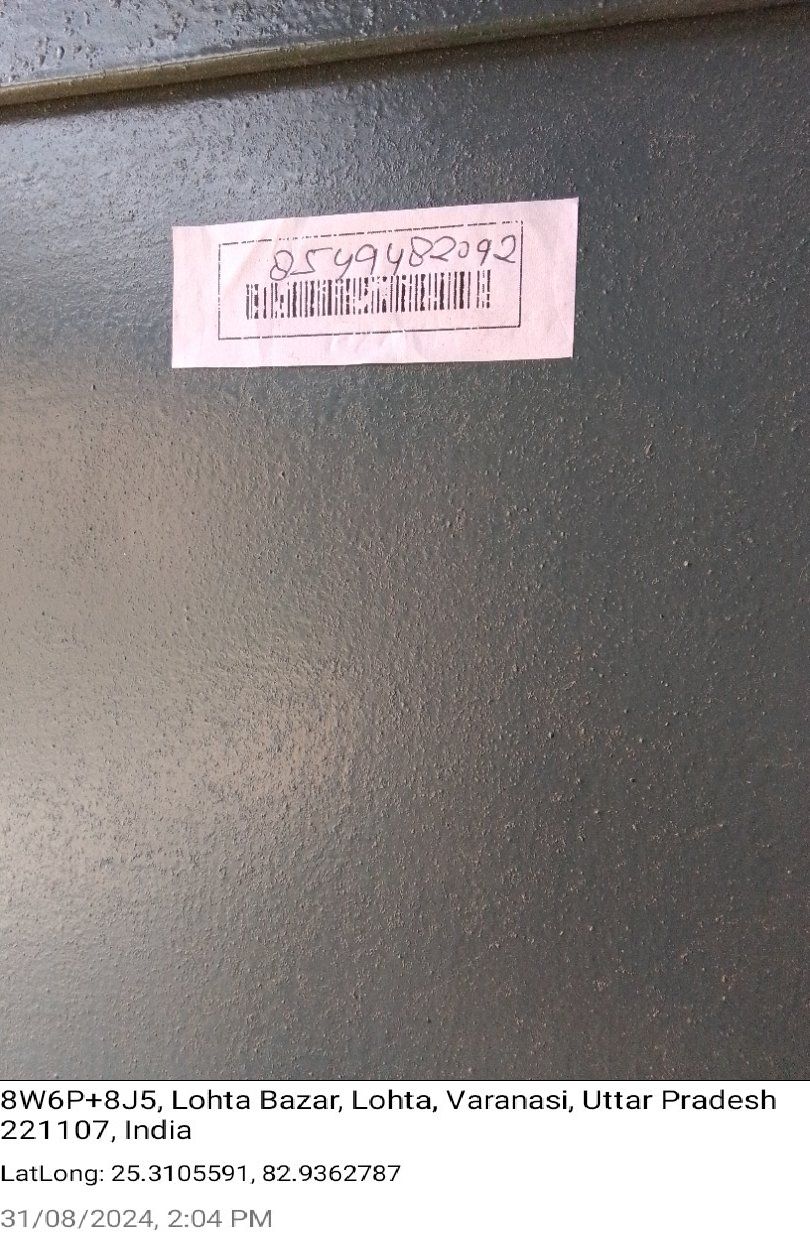 8549482092
8W6P+8J5, Lohta Bazar, Lohta, Varanasi, Uttar Pradesh
221107, India
LatLong: 25.3105591, 82.9362787
31/08/2024, 2:04 PM